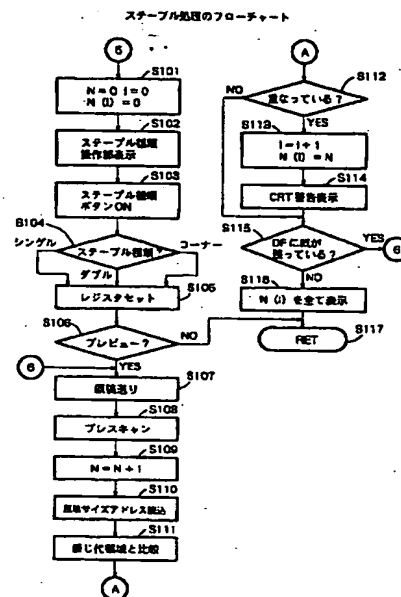 ステープル処理のフローチャート
5
S101
N=0 i=0
N(i)=0
S102
ステープル種類
操作部表示
S103
ステープル種類
ボタンON
S104
ステープル種類
シングル
ダブル
コーナー
S105
レジスタセット
S106
プレビュー?
NO
YES
6
S107
原稿送り
S108
プレスキャン
S109
N=N+1
S110
原稿サイズアドレス読込
S111
綴じ代領域と比較
A
A
S112
重なっている?
NO
YES
S113
i=i+1
N(i)=N
S114
CRT警告表示
S115
DFに紙が
残っている?
YES
6
NO
S116
N(i)を全て表示
S117
RET